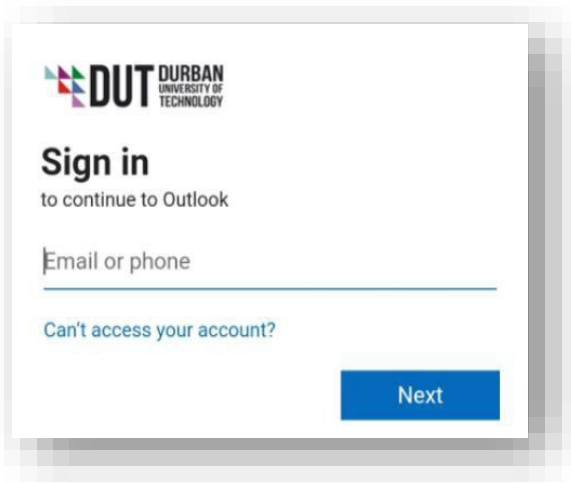 DUT DURBAN
UNIVERSITY OF
TECHNOLOGY
Sign in
to continue to Outlook
Email or phone
Can't access your account?
Next